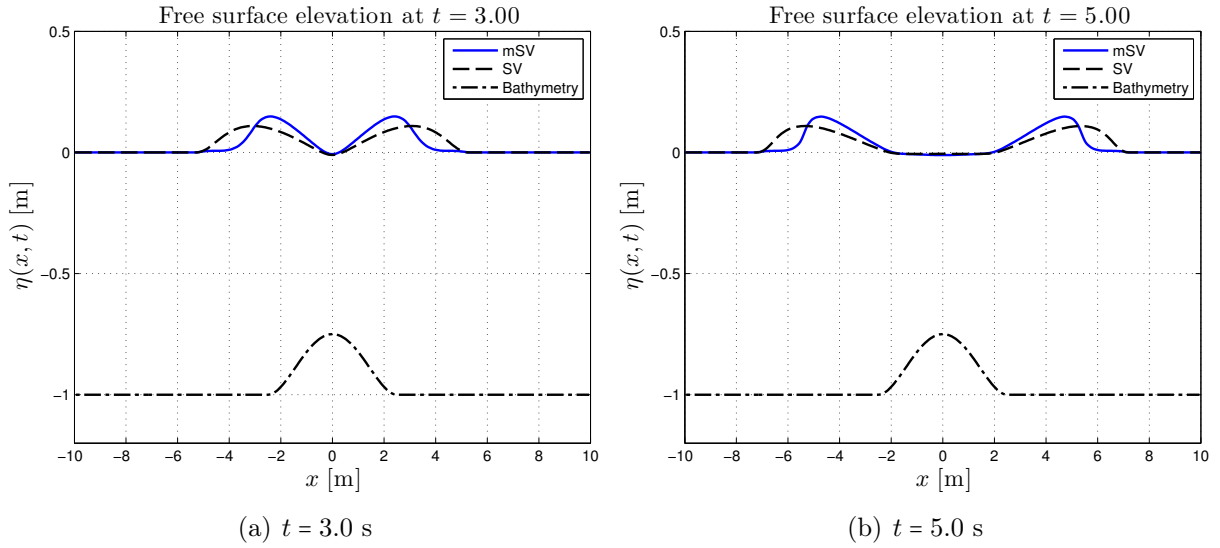 Free surface elevation at t = 3.00
0.5
0
−0.5
−1
η(x, t) [m]
mSV
SV
Bathymetry
−10 −8 −6 −4 −2 0 2 4 6 8 10
x [m]
(a) t = 3.0 s
Free surface elevation at t = 5.00
0.5
0
−0.5
−1
η(x, t) [m]
mSV
SV
Bathymetry
−10 −8 −6 −4 −2 0 2 4 6 8 10
x [m]
(b) t = 5.0 s